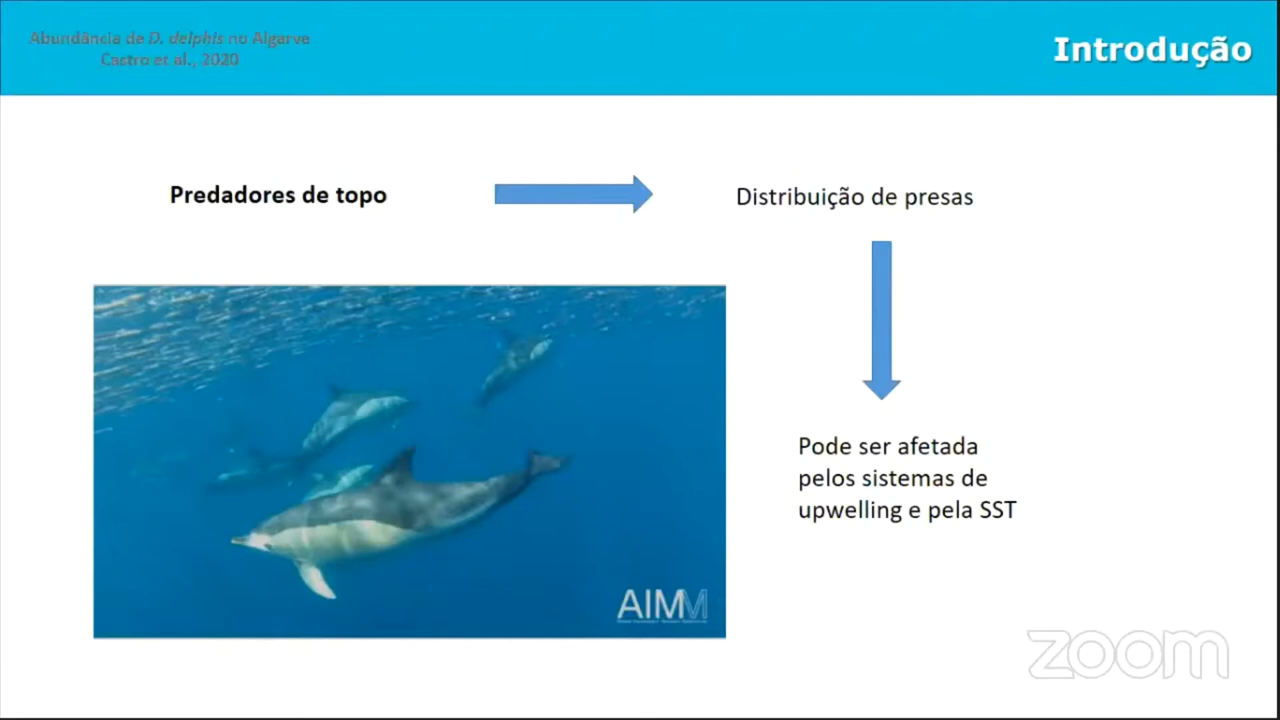 Abundância de D. delphis no Algarve
Castro et al., 2020
Introdução
Predadores de topo
Distribuição de presas
Pode ser afetada
pelos sistemas de
upwelling e pela SST
AIMM
zoom